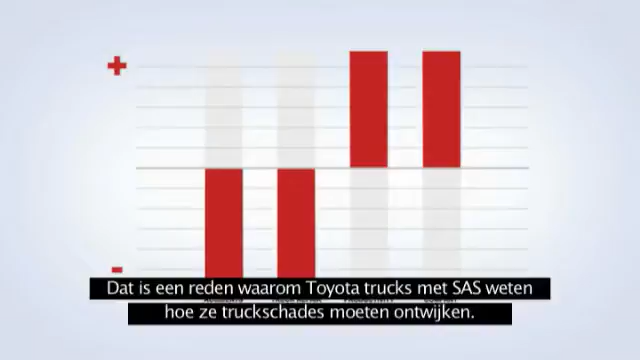 +
-
Dat is een reden waarom Toyota trucks met SAS weten
hoe ze truckschades moeten ontwijken.